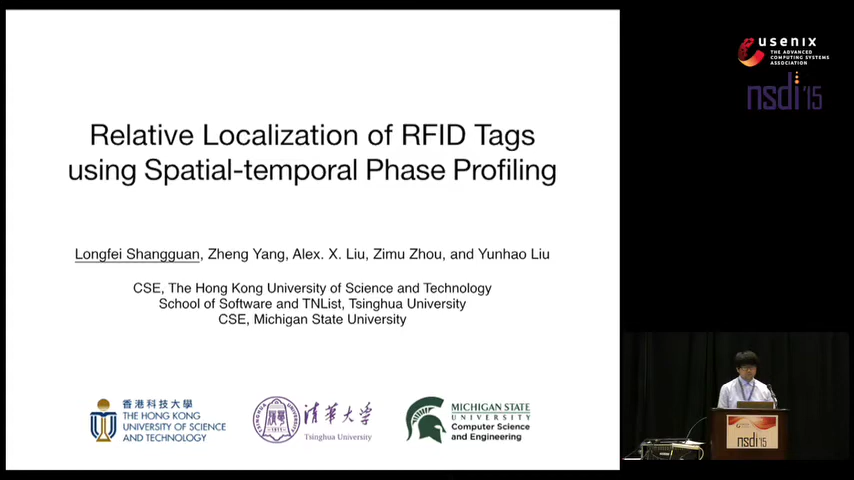 Relative Localization of RFID Tags
using Spatial-temporal Phase Profiling
Longfei Shangguan, Zheng Yang, Alex. X. Liu, Zimu Zhou, and Yunhao Liu
CSE, The Hong Kong University of Science and Technology
School of Software and TNList, Tsinghua University
CSE, Michigan State University
香港科技大學
THE HONG KONG
UNIVERSITY OF SCIENCE
AND TECHNOLOGY
清华大学
Tsinghua University
MICHIGAN STATE
UNIVERSITY
Computer Science
and Engineering
usenix
THE ADVANCED
COMPUTING SYSTEMS
ASSOCIATION
nsdi '15
nsdi '15